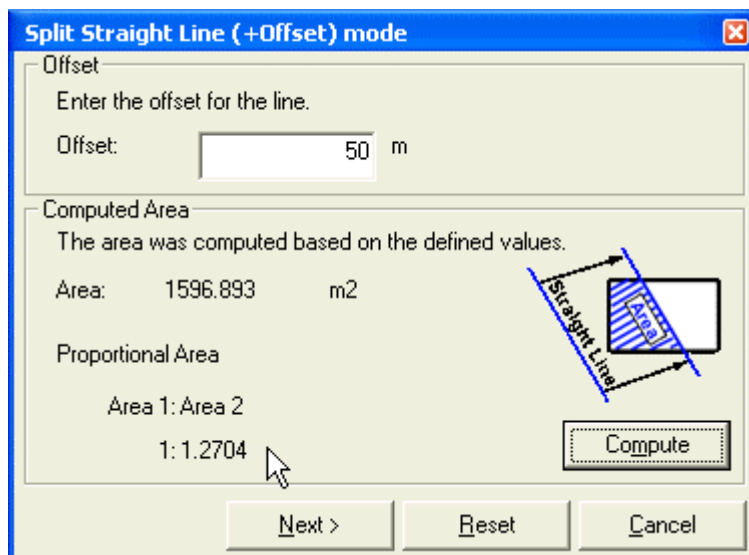 Split Straight Line (+Offset) mode
Offset
Enter the offset for the line.
Offset: 50 m
Computed Area
The area was computed based on the defined values.
Area: 1596.893 m2
Straight Line
Area
Proportional Area
Area 1: Area 2
1: 1.2704
Compute
Next >
Reset
Cancel